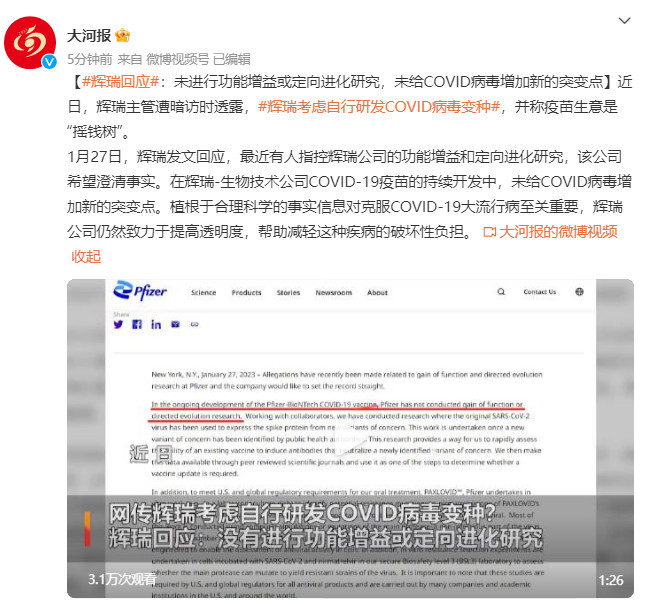 大河报
5分钟前 来自 微博视频号 已编辑
【#辉瑞回应#：未进行功能增益或定向进化研究，未给COVID病毒增加新的突变点】近
日，辉瑞主管遭暗访时透露，#辉瑞考虑自行研发COVID病毒变种#，并称疫苗生意是
“摇钱树”。
1月27日，辉瑞发文回应，最近有人指控辉瑞公司的功能增益和定向进化研究，该公司
希望澄清事实。在辉瑞-生物技术公司COVID-19疫苗的持续开发中，未给COVID病毒增
加新的突变点。植根于合理科学的事实信息对克服COVID-19大流行病至关重要，辉瑞
公司仍然致力于提高透明度，帮助减轻这种疾病的破坏性负担。 大河报的微博视频
收起
Pfizer Science Products Stories Newsroom About Contact Us
Share
New York, N.Y., January 27, 2023 – Allegations have recently been made related to gain of function and directed evolution
research at Pfizer and the company would like to set the record straight.
In the ongoing development of the Pfizer-BioNTech COVID-19 vaccine, Pfizer has not conducted gain of function or
directed evolution research. Working with collaborators, we have conducted research where the original SARS-CoV-2
virus has been used to express the spike protein from new variants of concern. This work is undertaken once a new
variant of concern has been identified by public health This research provides a way for us to rapidly assess
the ability of an existing vaccine to induce antibodies that neutralize a newly identified variant of concern. We then make
this data available through peer reviewed scientific journals and use it as one of the steps to determine whether a
vaccine update is required.
近日
In addition, to meet U.S. and global regulatory requirements for our oral treatment, PAXLOVID™, Pfizer undertakes in
网传辉瑞考虑自行研发COVID病毒变种？
辉瑞回应：没有进行功能增益或定向进化研究
undertaken in cells incubated with SARS-CoV-2 and nirmatrelvir in our secure Biosafety level 3 (BSL3) laboratory to assess
whether the main protease can mutate to yield resistant strains of the virus. It is important to note that these studies are
required by U.S. and global regulators for all antiviral products and are carried out by many companies and academic
institutions in the U.S. and around the world.
3.1万次观看
1:26